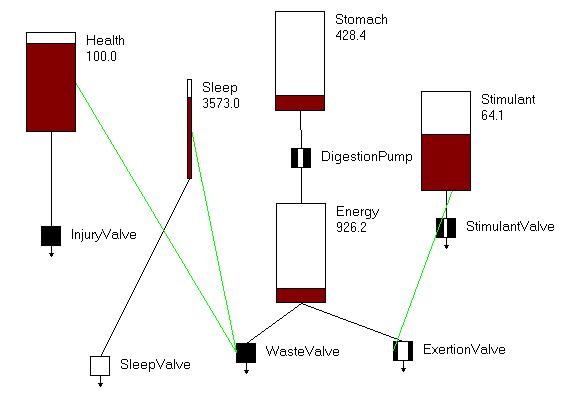 Stomach
428.4
Health
100.0
Sleep
3573.0
Stimulant
64.1
DigestionPump
Energy
926.2
InjuryValve
StimulantValve
SleepValve
WasteValve
ExertionValve